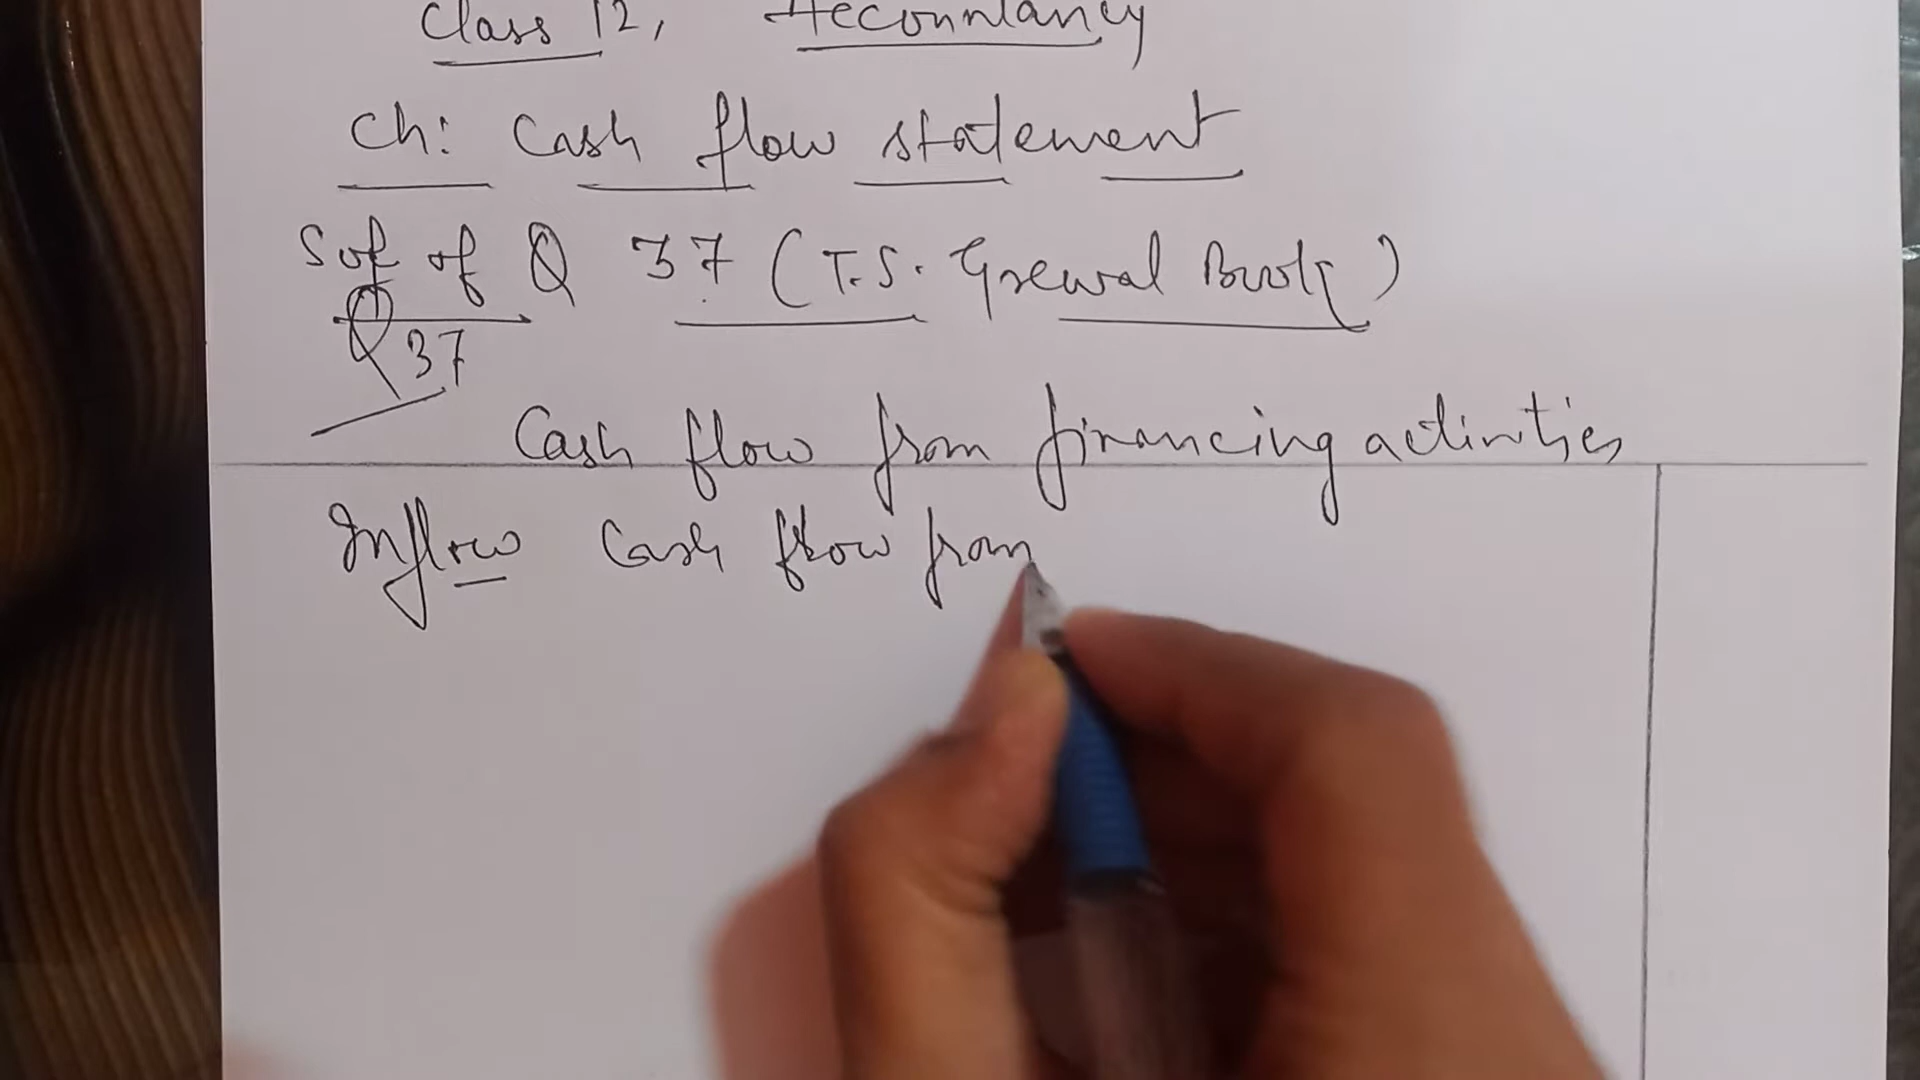 Class 12, Accountancy
Ch: Cash flow statement
Sol of Q 37 (T.S. Grewal Book)
Q 37
Cash flow from financing activities
Inflow Cash flow from